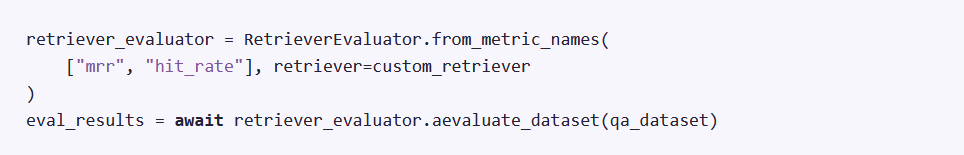 retriever_evaluator = RetrieverEvaluator.from_metric_names(
    ["mrr", "hit_rate"], retriever=custom_retriever
)
eval_results = await retriever_evaluator.aevaluate_dataset(qa_dataset)